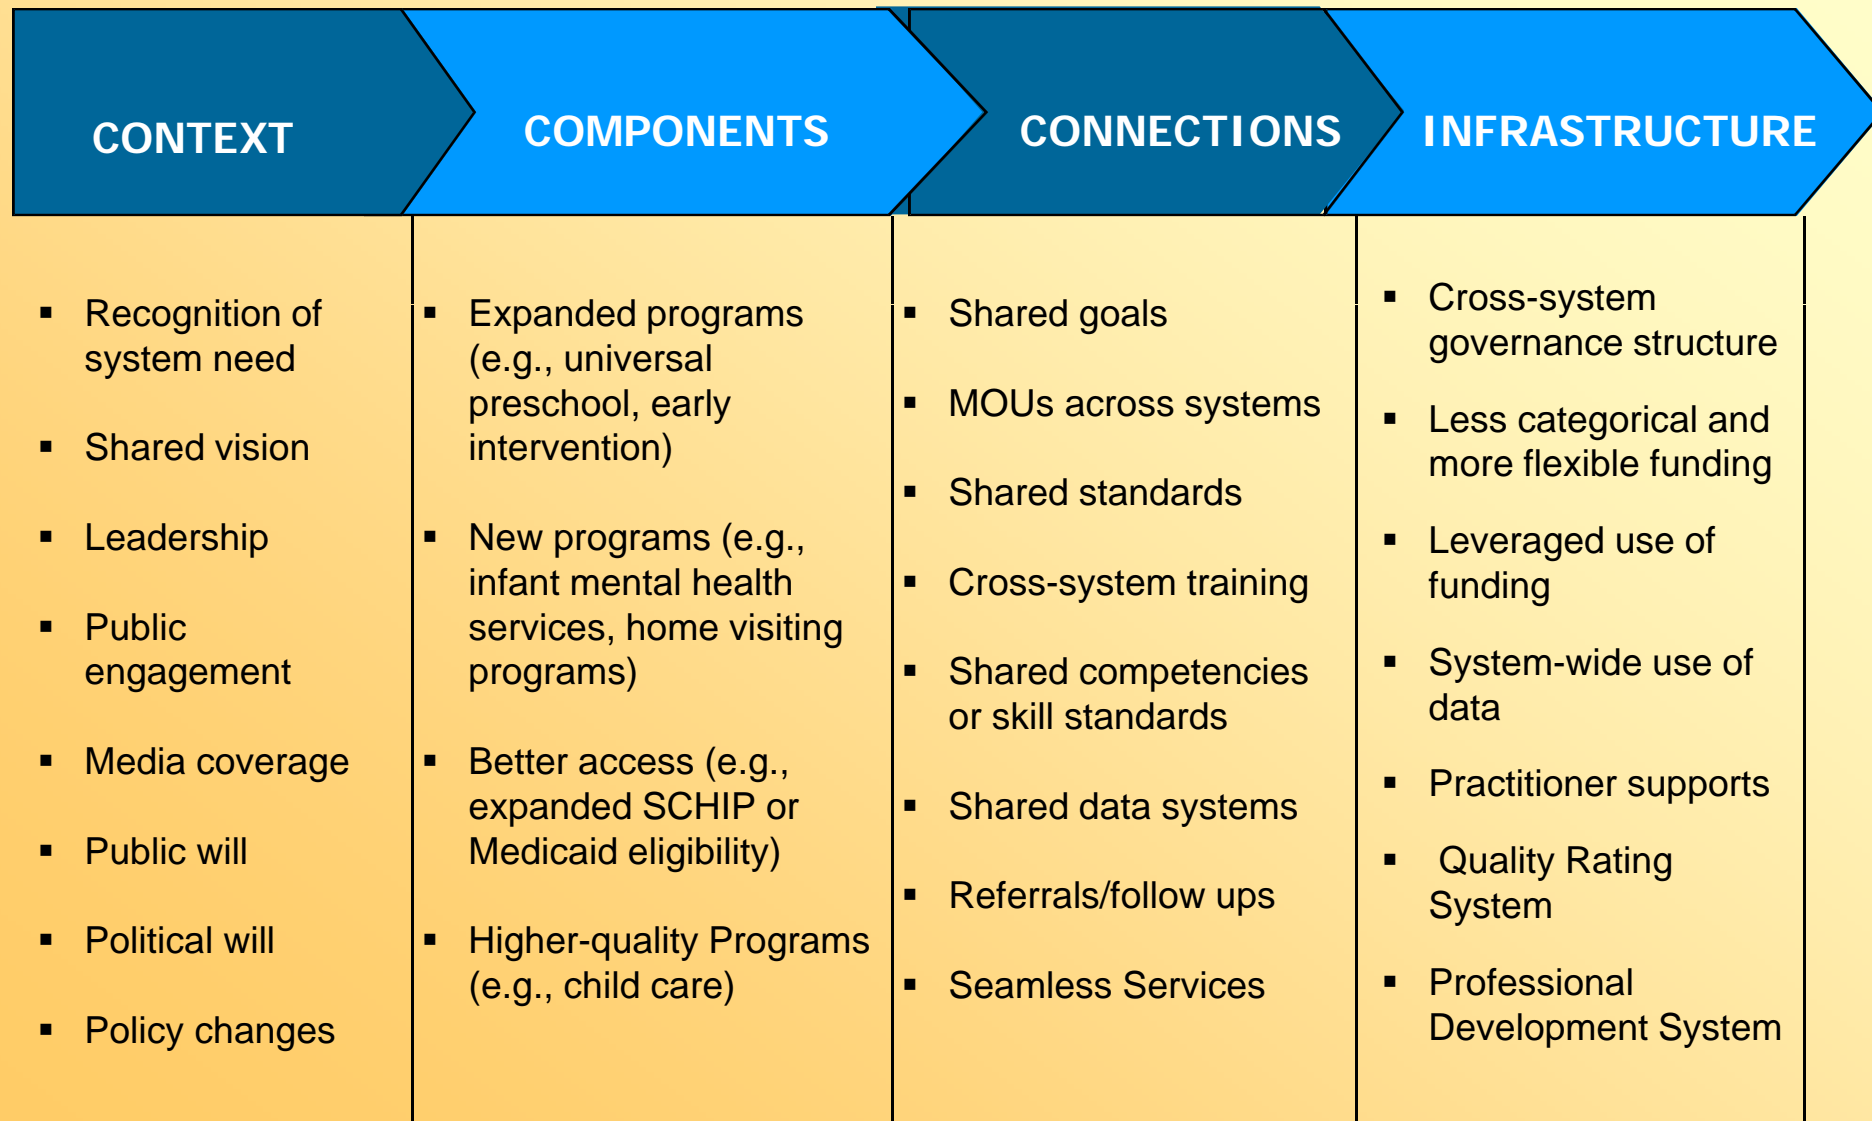 CONTEXT
COMPONENTS
CONNECTIONS
INFRASTRUCTURE
▪ Recognition of
system need
▪ Shared vision
▪ Leadership
▪ Public
engagement
▪ Media coverage
▪ Public will
▪ Political will
▪ Policy changes
▪ Expanded programs
(e.g., universal
preschool, early
intervention)
▪ New programs (e.g.,
infant mental health
services, home visiting
programs)
▪ Better access (e.g.,
expanded SCHIP or
Medicaid eligibility)
▪ Higher-quality Programs
(e.g., child care)
▪ Shared goals
▪ MOUs across systems
▪ Shared standards
▪ Cross-system training
▪ Shared competencies
or skill standards
▪ Shared data systems
▪ Referrals/follow ups
▪ Seamless Services
▪ Cross-system
governance structure
▪ Less categorical and
more flexible funding
▪ Leveraged use of
funding
▪ System-wide use of
data
▪ Practitioner supports
▪ Quality Rating
System
▪ Professional
Development System